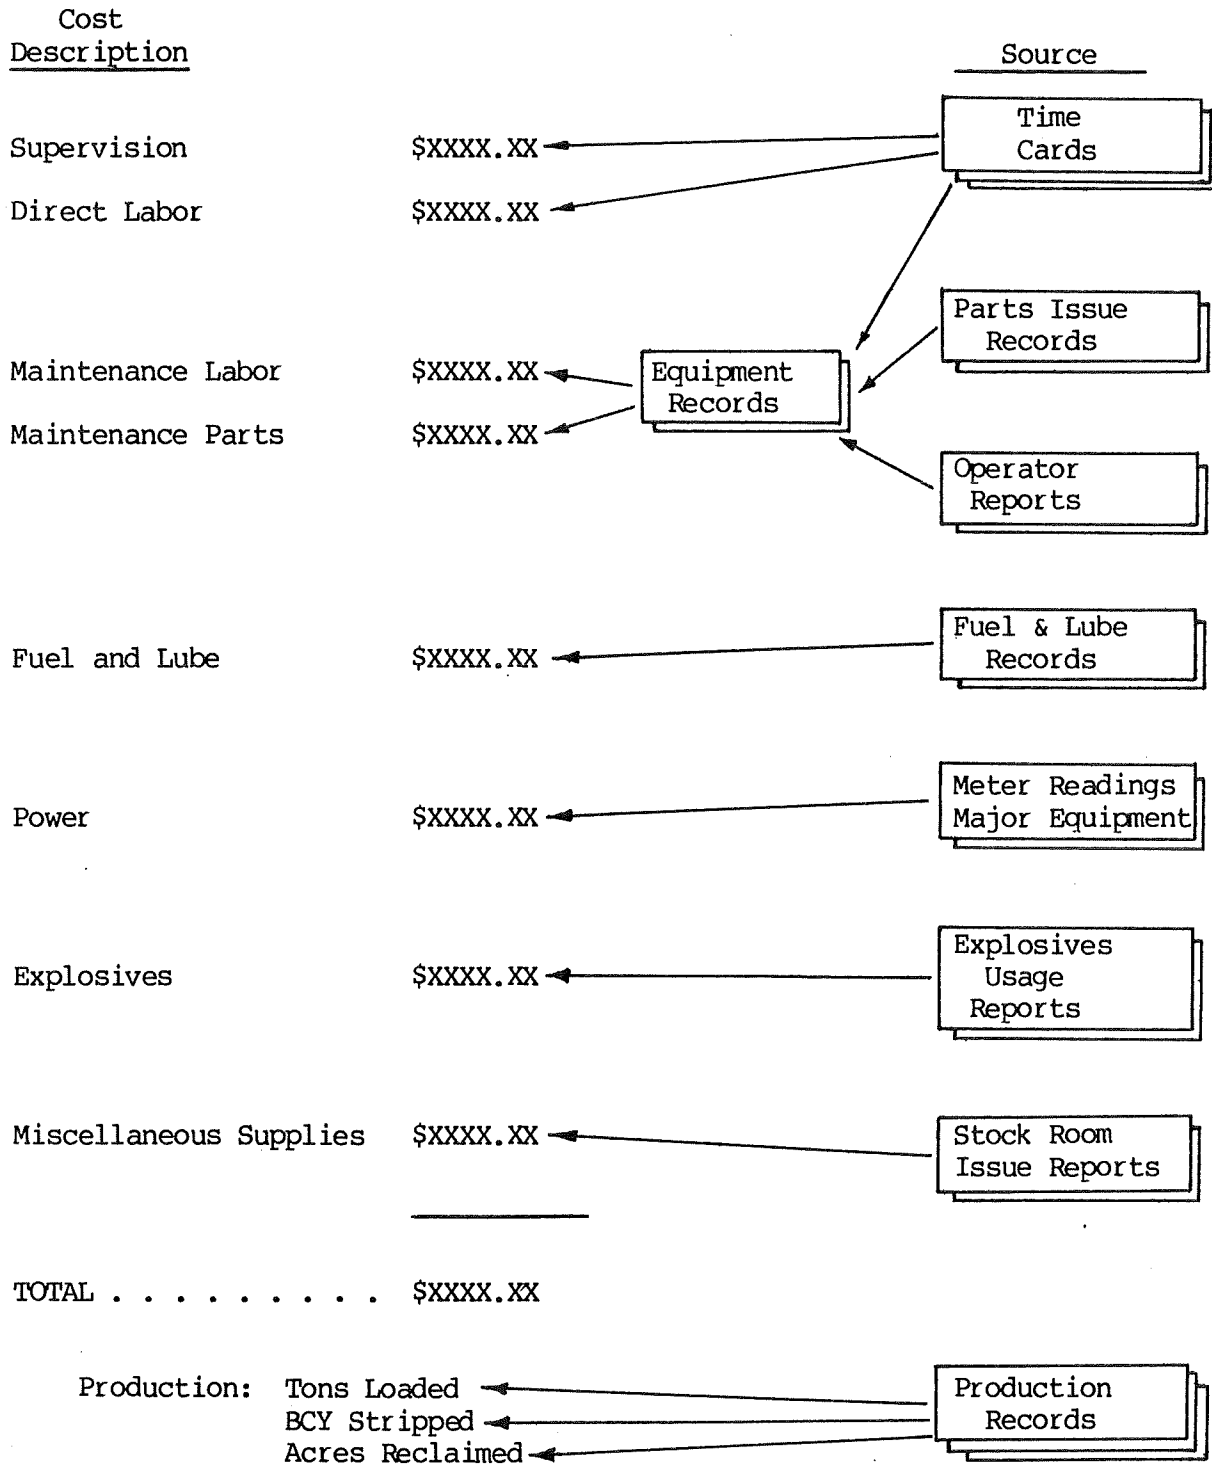 Cost
Description
Source
Time
Cards
Supervision $XXXX.XX
Direct Labor $XXXX.XX
Parts Issue
Records
Maintenance Labor $XXXX.XX
Equipment
Records
Maintenance Parts $XXXX.XX
Operator
Reports
Fuel and Lube $XXXX.XX
Fuel & Lube
Records
Power $XXXX.XX
Meter Readings
Major Equipment
Explosives $XXXX.XX
Explosives
Usage
Reports
Miscellaneous Supplies $XXXX.XX
Stock Room
Issue Reports
TOTAL . . . . . . . . . $XXXX.XX
Production: Tons Loaded
BCY Stripped
Acres Reclaimed
Production
Records